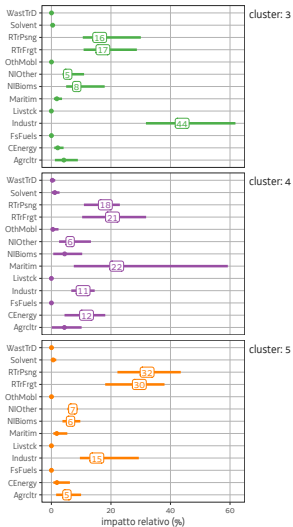 cluster: 3
WastTrD
Solvent
RTrPsng 16
RTrFrgt 17
OthMobl
NIOther 5
NIBioms 8
Maritim
Livstck
Industr 44
FsFuels
CEnergy
Agrcltr
cluster: 4
WastTrD
Solvent
RTrPsng 18
RTrFrgt 21
OthMobl
NIOther 6
NIBioms
Maritim 22
Livstck
Industr 11
FsFuels
CEnergy 12
Agrcltr
cluster: 5
WastTrD
Solvent
RTrPsng 32
RTrFrgt 30
OthMobl
NIOther 7
NIBioms 6
Maritim
Livstck
Industr 15
FsFuels
CEnergy
Agrcltr 5
0 20 40 60
impatto relativo (%)